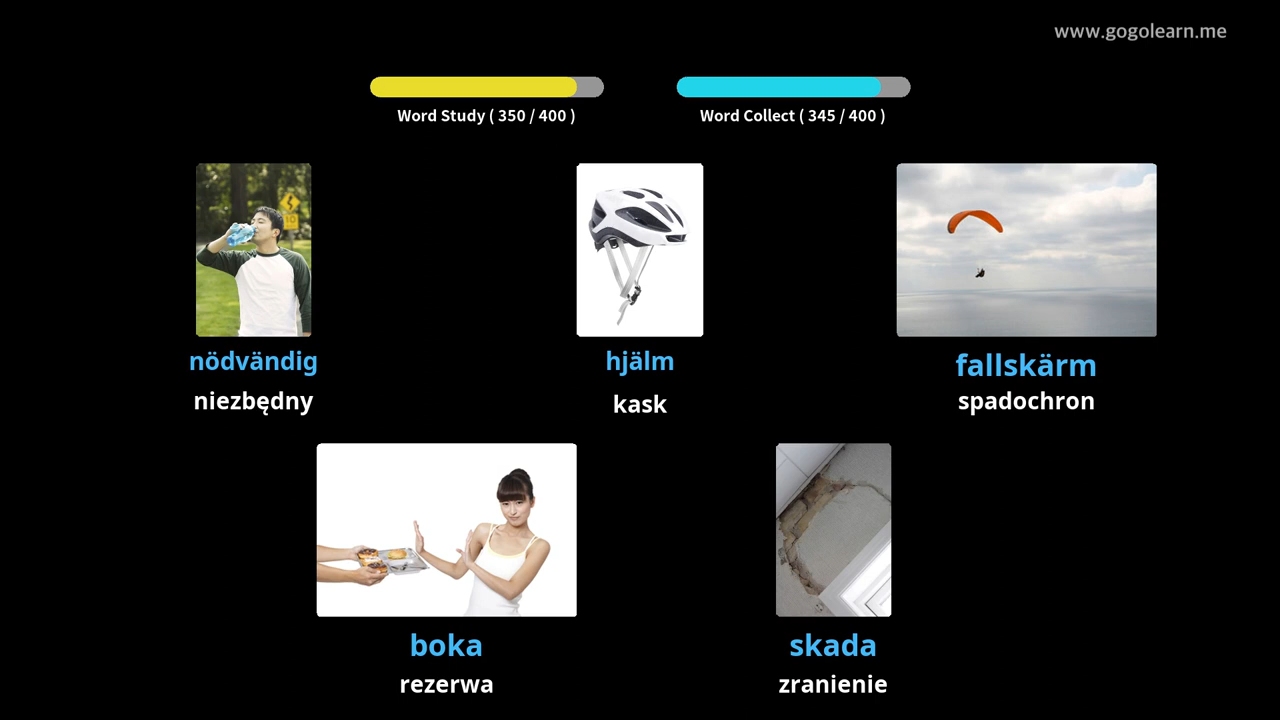 www.gogolearn.me
Word Study ( 350 / 400 )
Word Collect ( 345 / 400 )
nödvändig
niezbędny
hjälm
kask
fallskärm
spadochron
boka
rezerwa
skada
zranienie